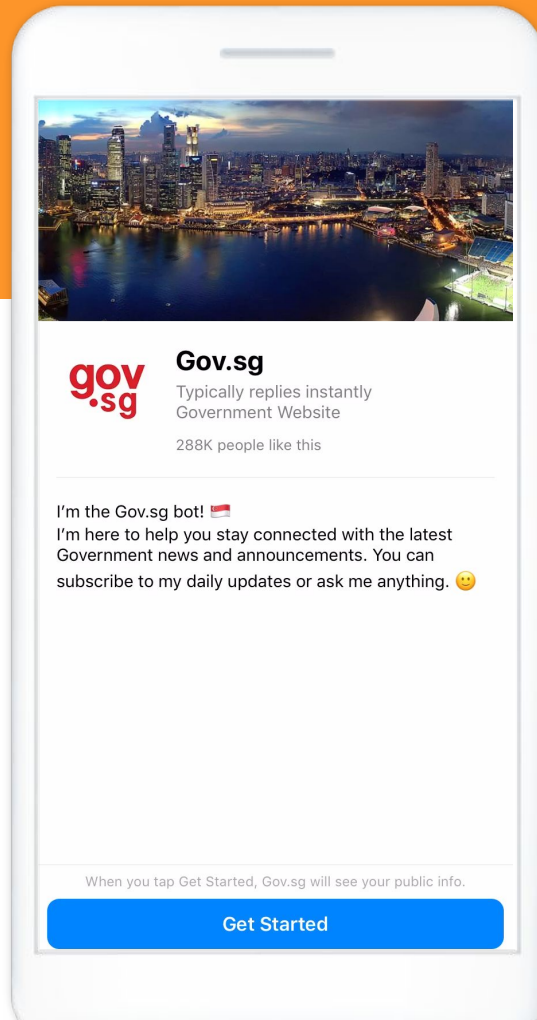 gov
.sg
Gov.sg
Typically replies instantly
Government Website
288K people like this
I'm the Gov.sg bot! 🇸🇬
I'm here to help you stay connected with the latest
Government news and announcements. You can
subscribe to my daily updates or ask me anything. 🙂
When you tap Get Started, Gov.sg will see your public info.
Get Started